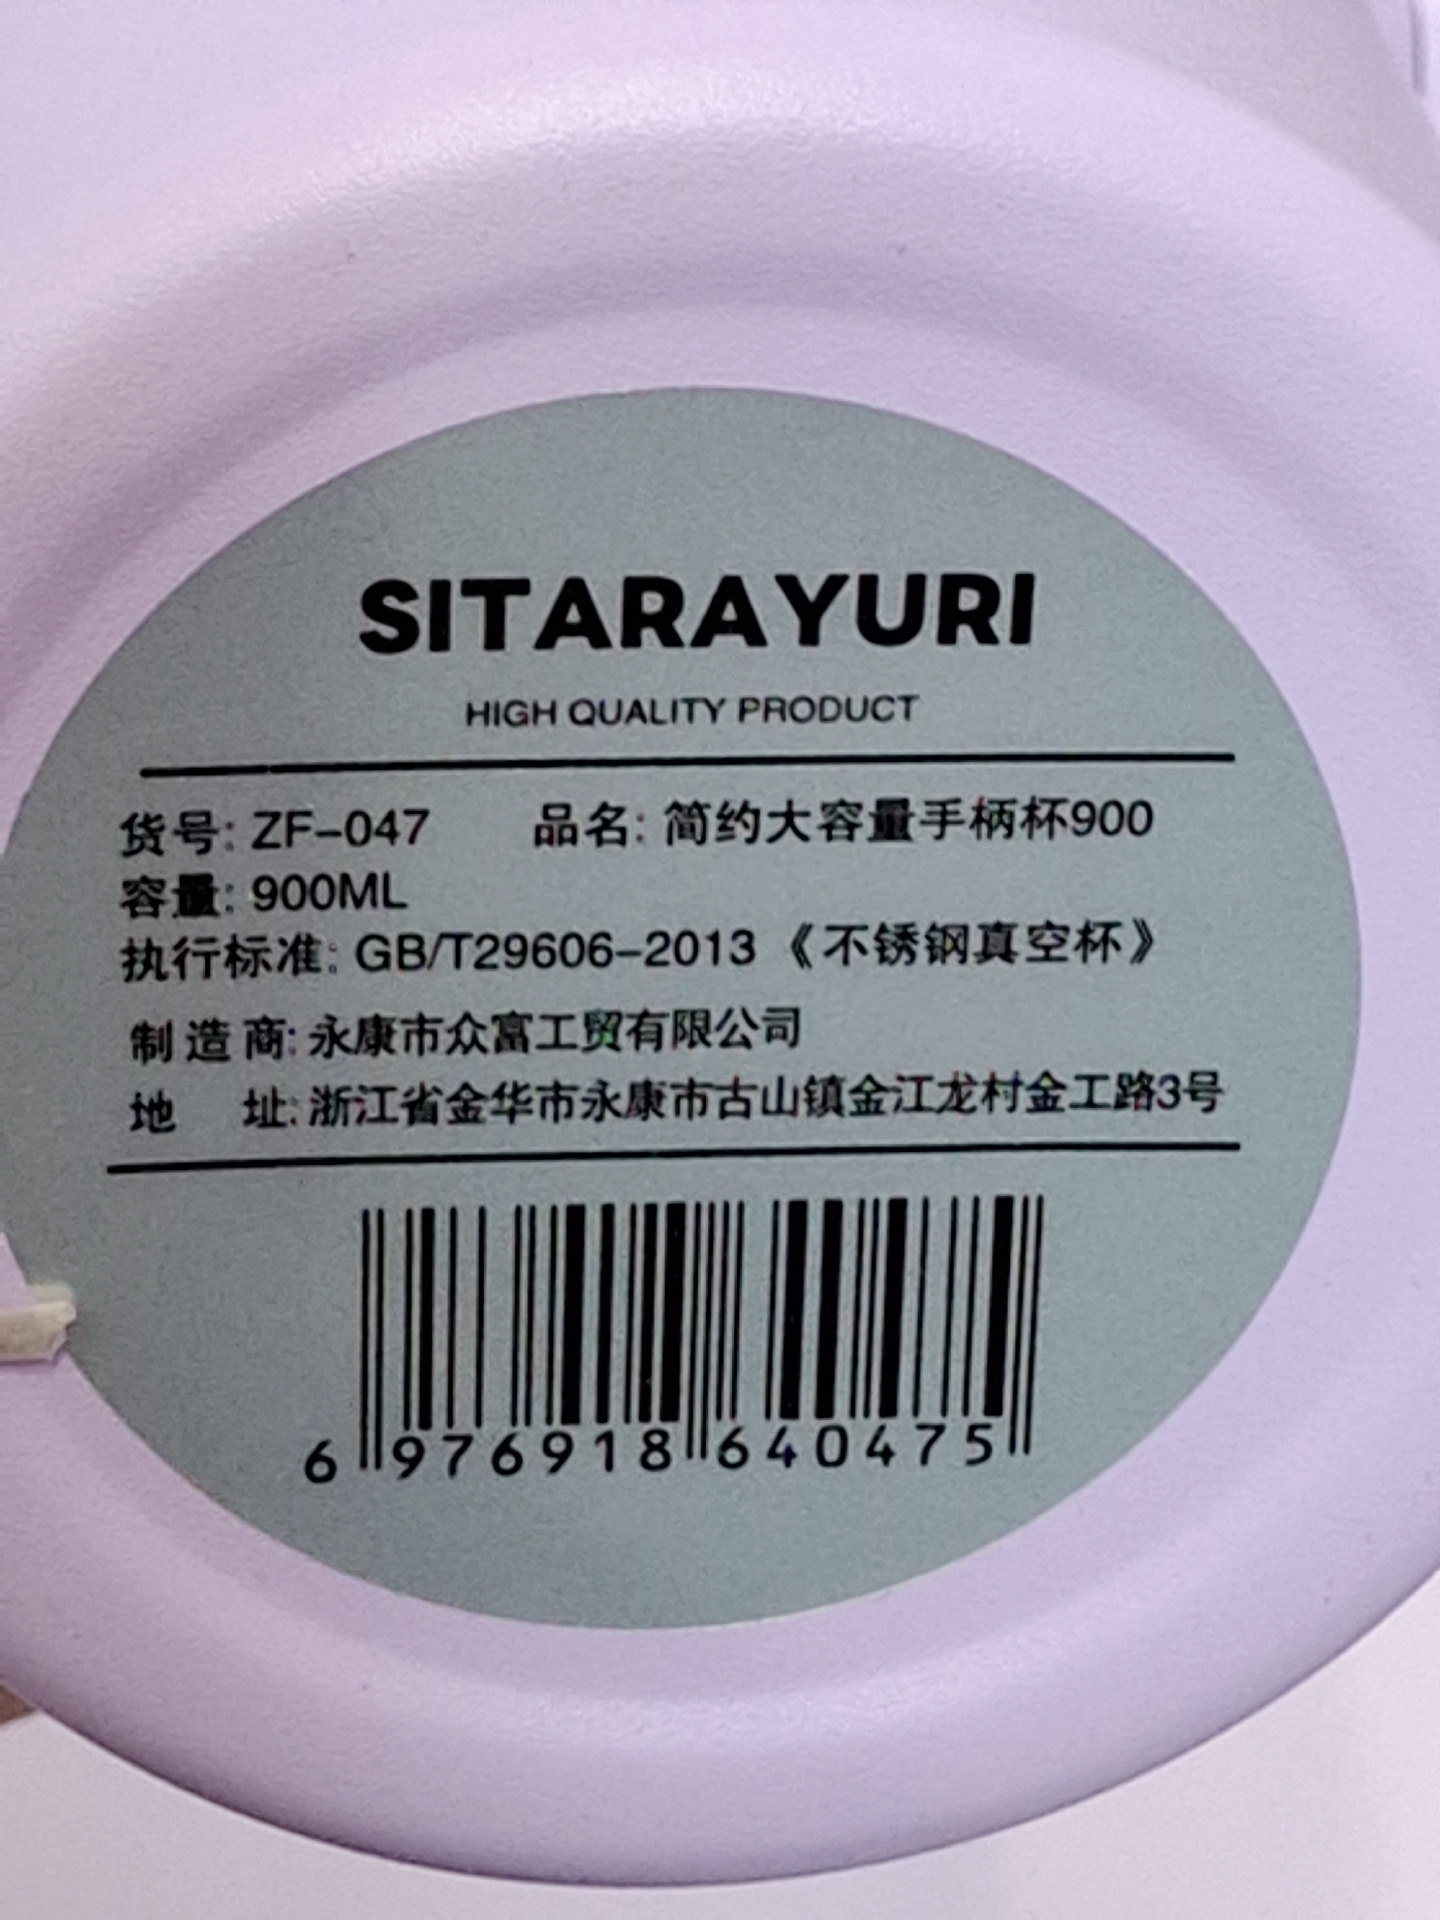 SITARAYURI
HIGH QUALITY PRODUCT
货号: ZF-047 品名: 简约大容量手柄杯900
容量: 900ML
执行标准: GB/T29606-2013《不锈钢真空杯》
制造商: 永康市众富工贸有限公司
地 址: 浙江省金华市永康市古山镇金江龙村金工路3号
6 976918 640475